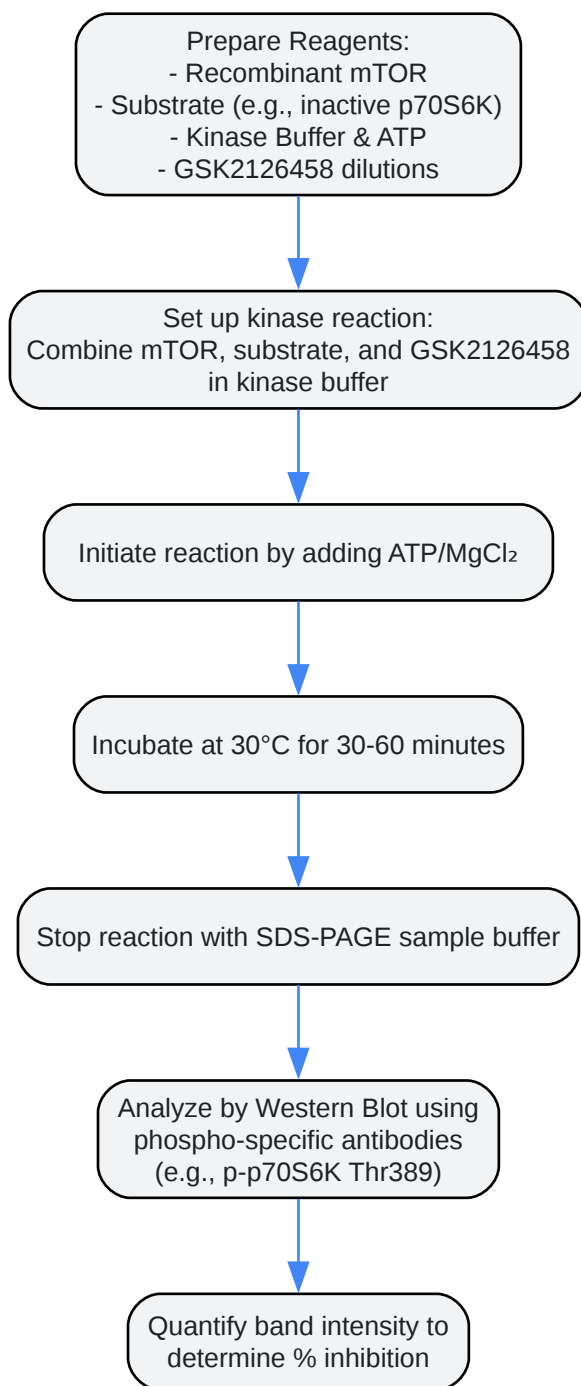 Prepare Reagents:
- Recombinant mTOR
- Substrate (e.g., inactive p70S6K)
- Kinase Buffer & ATP
- GSK2126458 dilutions
Set up kinase reaction:
Combine mTOR, substrate, and GSK2126458
in kinase buffer
Initiate reaction by adding ATP/MgCl₂
Incubate at 30°C for 30-60 minutes
Stop reaction with SDS-PAGE sample buffer
Analyze by Western Blot using
phospho-specific antibodies
(e.g., p-p70S6K Thr389)
Quantify band intensity to
determine % inhibition